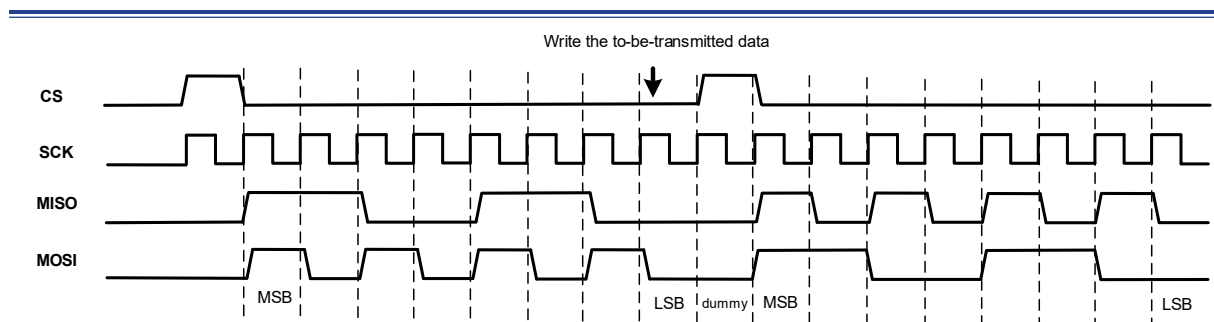 Write the to-be-transmitted data
CS
SCK
MISO
MOSI
MSB
LSB
dummy
MSB
LSB